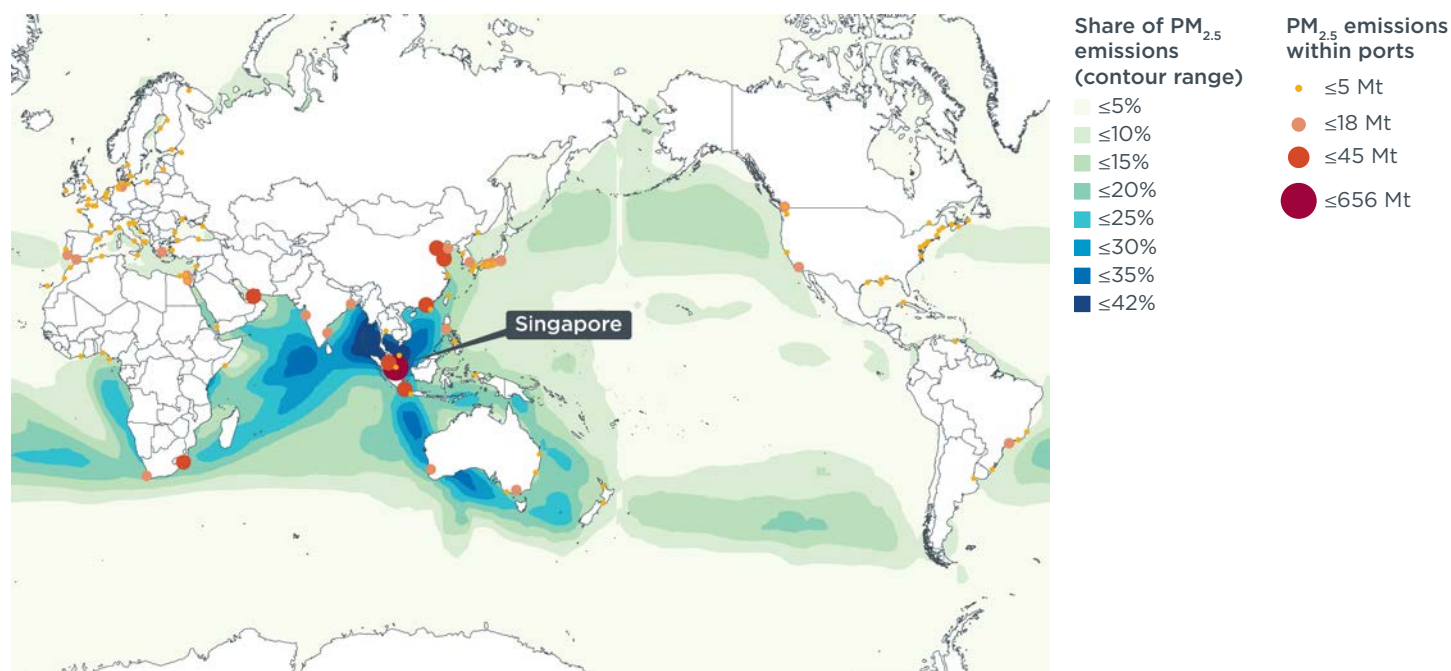 Singapore
Share of PM2.5
emissions
(contour range)
≤5%
≤10%
≤15%
≤20%
≤25%
≤30%
≤35%
≤42%
PM2.5 emissions
within ports
≤5 Mt
≤18 Mt
≤45 Mt
≤656 Mt